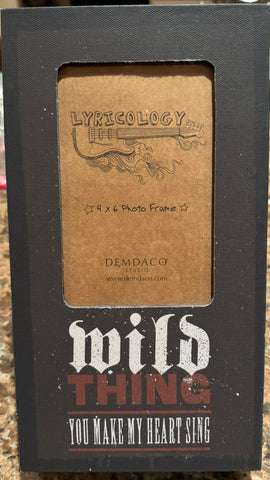 LYRICOLOGY
☆ 4 x 6 Photo Frame ☆
DEMDACO
STUDIO
www.demdaco.com
wild
THING
YOU MAKE MY HEART SING